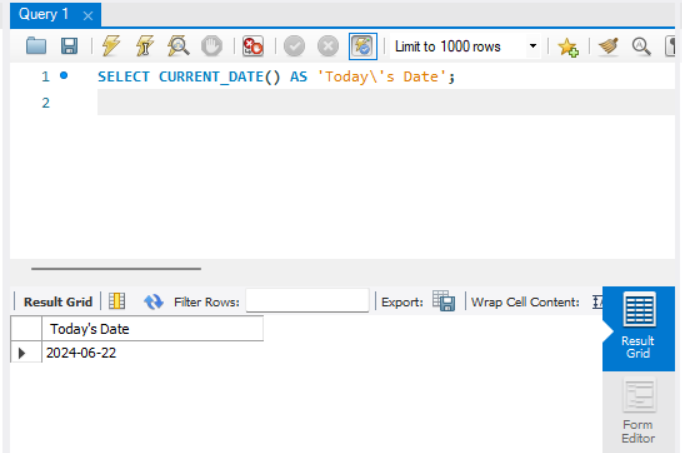 Query 1
Limit to 1000 rows
1 SELECT CURRENT_DATE() AS 'Today\'s Date';
2
Result Grid Filter Rows: Export: Wrap Cell Content:
Today's Date
2024-06-22
Result
Grid
Form
Editor